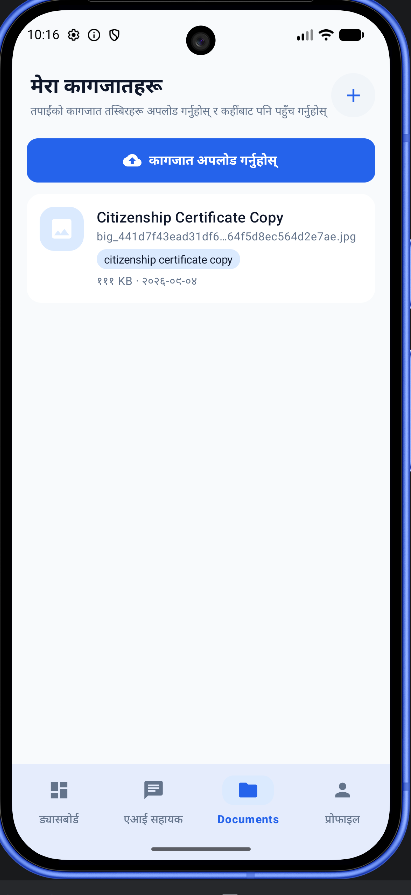 10:16
मेरा कागजातहरू
तपाईंको कागजात तस्बिरहरू अपलोड गर्नुहोस् र कहींबाट पनि पहुँच गर्नुहोस्
कागजात अपलोड गर्नुहोस्
Citizenship Certificate Copy
big_441d7f43ead31df6...64f5d8ec564d2e7ae.jpg
citizenship certificate copy
१११ KB · २०२६-०९-०४
ड्यासबोर्ड
एआई सहायक
Documents
प्रोफाइल